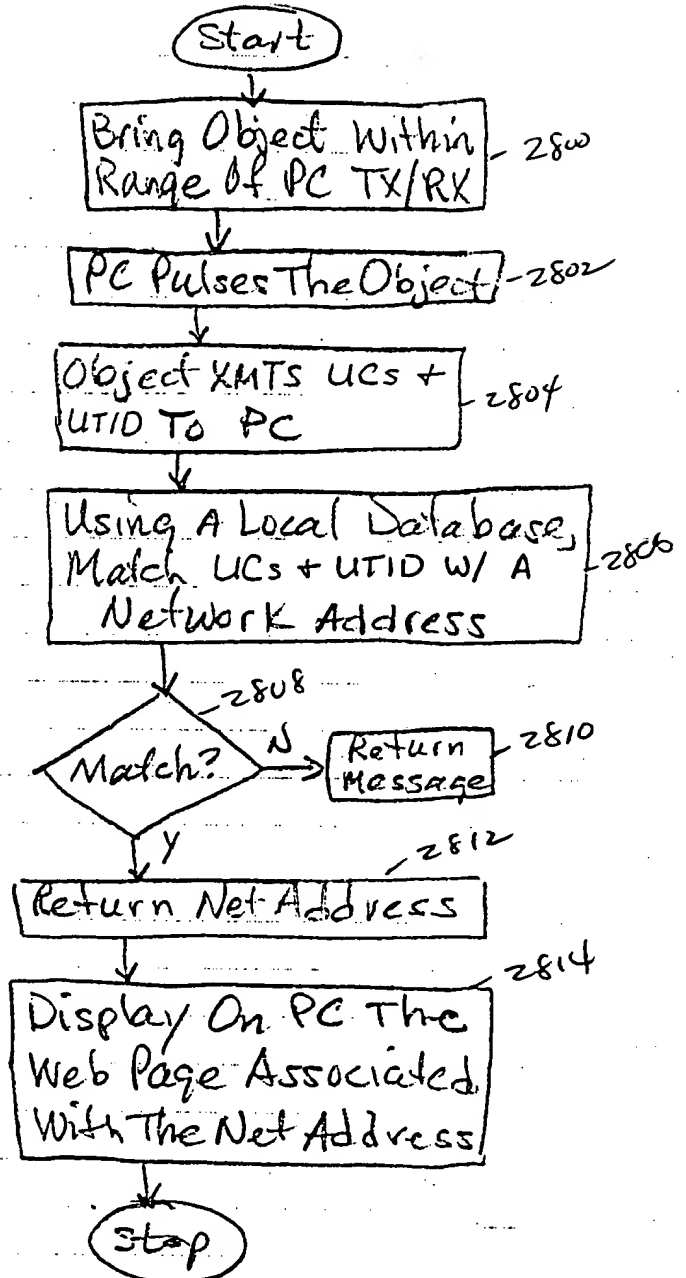 Start
Bring Object Within
Range Of PC TX/RX
2800
PC Pulses The Object
2802
Object XMTS UCs +
UTID To PC
2804
Using A Local Database,
Match UCs + UTID W/ A
Network Address
2806
2808
Match?
N
Return
Message
2810
Y
2812
Return Net Address
2814
Display On PC The
Web Page Associated
With The Net Address
Stop